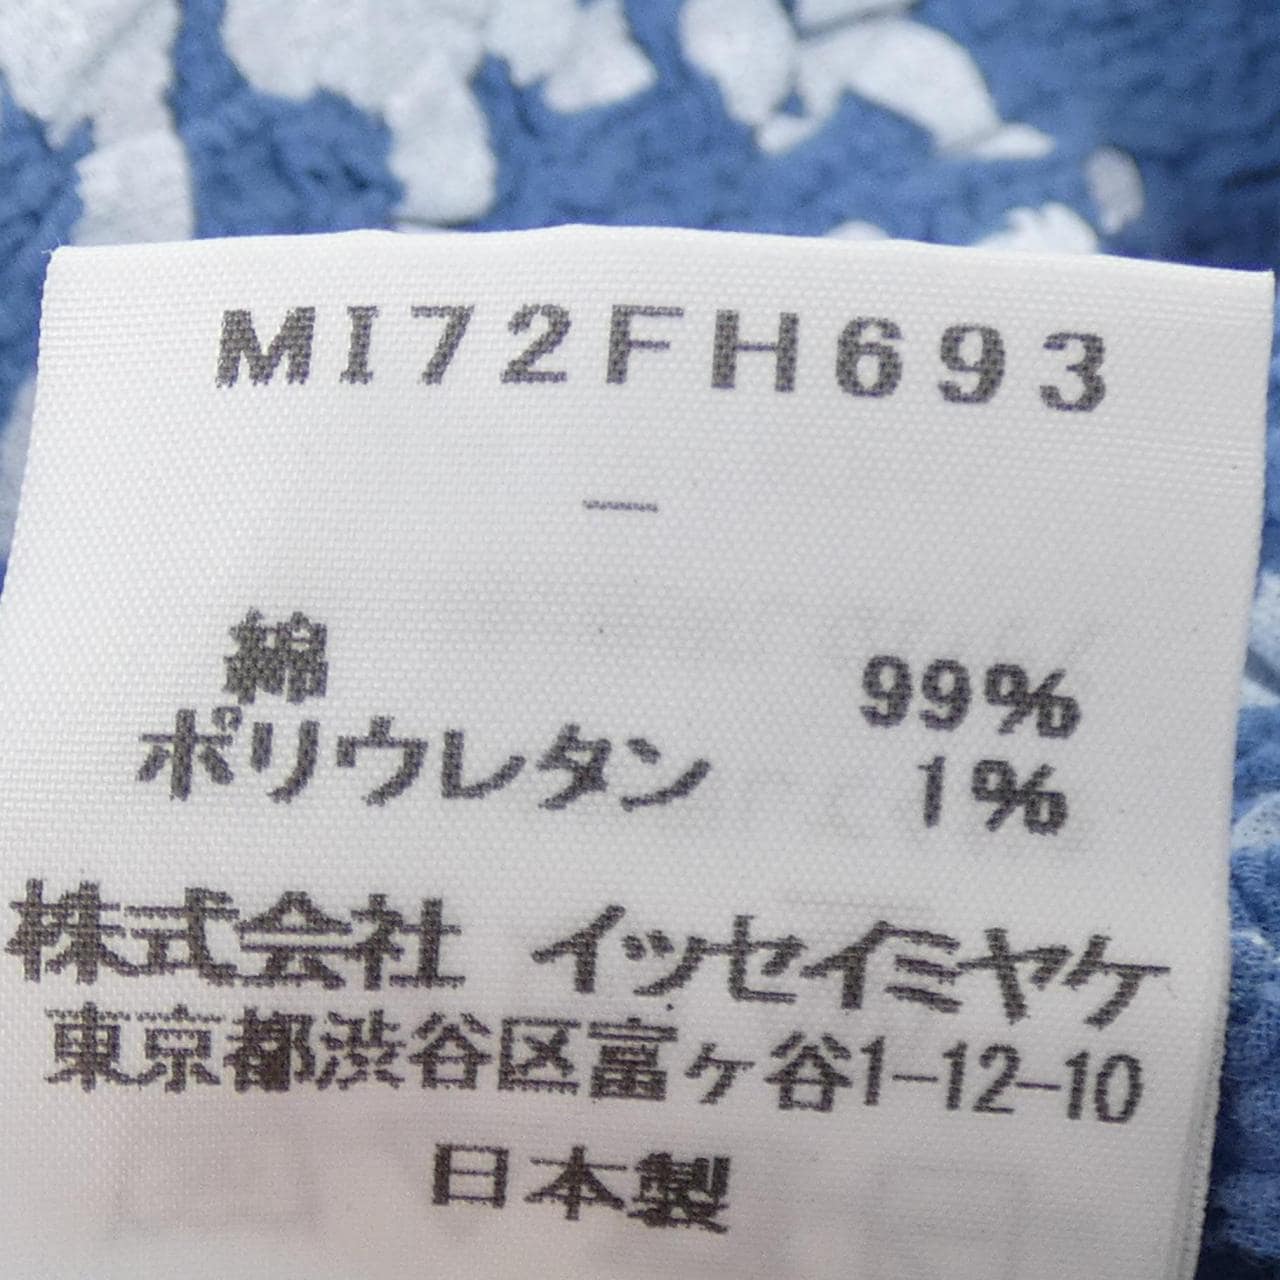 MI72FH693
—
綿 99%
ポリウレタン 1%
株式会社 イッセイミヤケ
東京都渋谷区富ヶ谷1-12-10
日本製